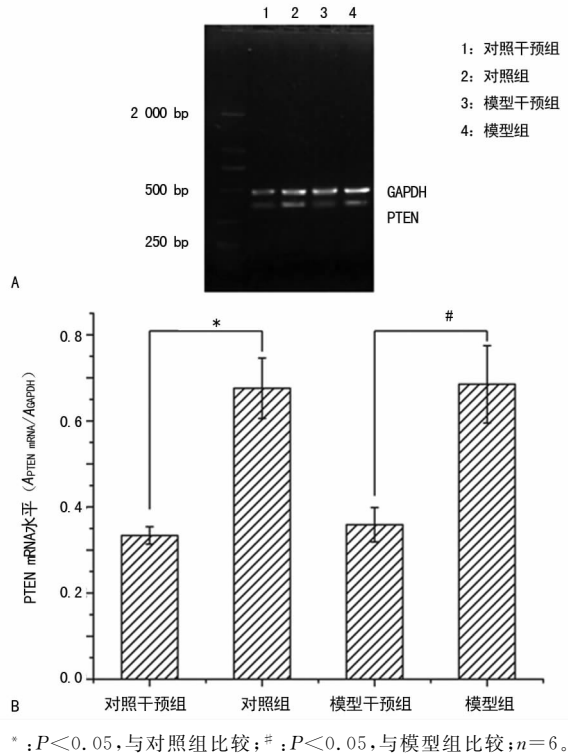 1 2 3 4
1: 对照干预组
2: 对照组
3: 模型干预组
4: 模型组
2 000 bp
500 bp
250 bp
GAPDH
PTEN
A
PTEN mRNA水平 (APTEN mRNA/AGAPDH)
0.8
0.6
0.4
0.2
0.0
*
#
对照干预组 对照组 模型干预组 模型组
B
*:P<0.05,与对照组比较;#:P<0.05,与模型组比较;n=6。